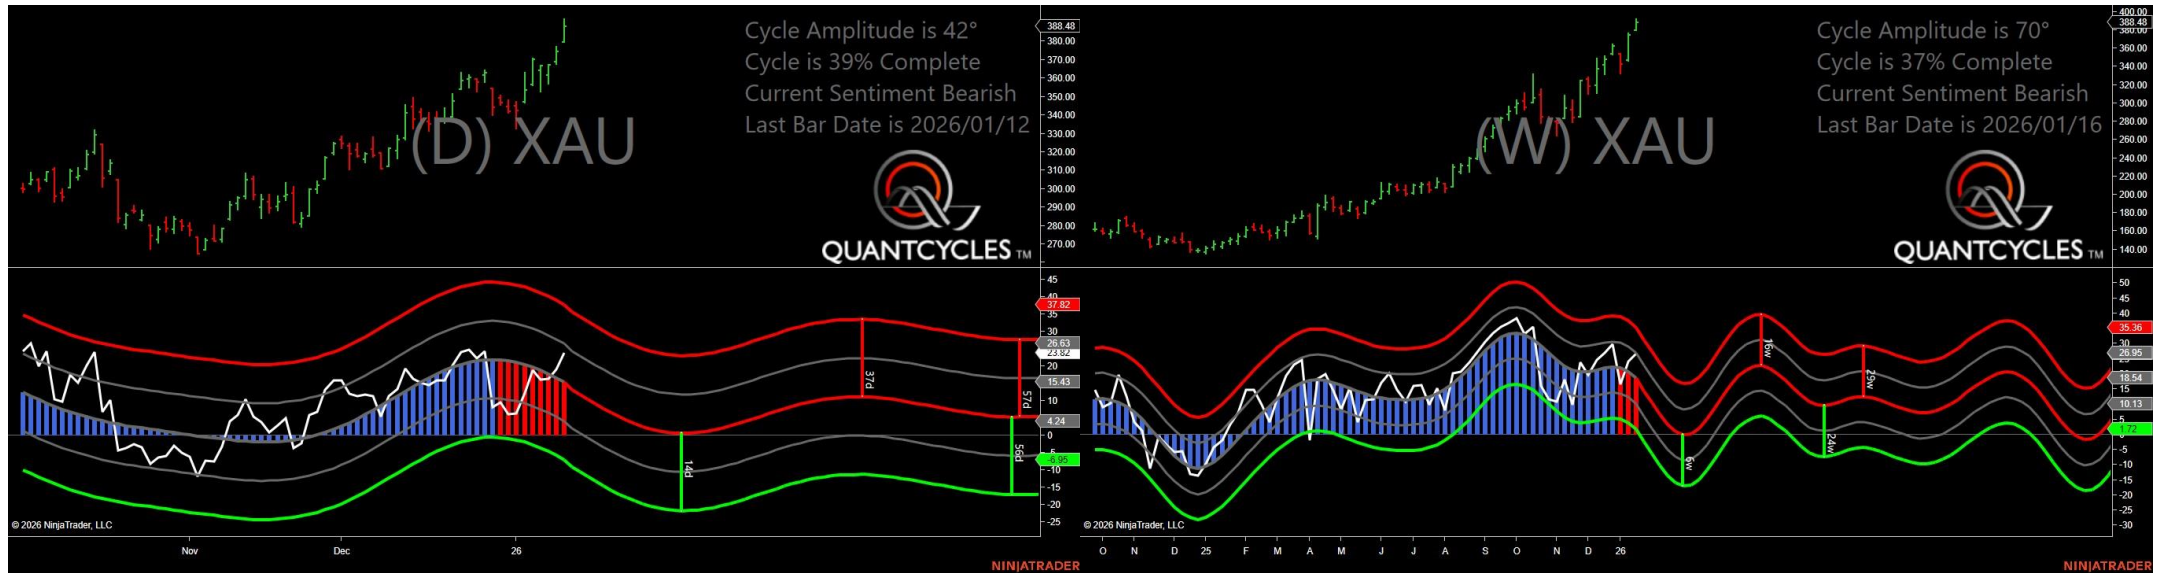 Cycle Amplitude is 42°
Cycle is 39% Complete
Current Sentiment Bearish
Last Bar Date is 2026/01/12
(D) XAU
QUANTCYCLES TM
388.48
380.00
370.00
360.00
350.00
340.00
330.00
320.00
310.00
300.00
290.00
280.00
270.00
45
40
37.82
35
30
26.63
23.82
20
15.43
10
4.24
0
-6.95
-10
-15
-20
-25
14d
37d
57d
56d
© 2026 NinjaTrader, LLC
Nov
Dec
26
NINJATRADER
Cycle Amplitude is 70°
Cycle is 37% Complete
Current Sentiment Bearish
Last Bar Date is 2026/01/16
(W) XAU
QUANTCYCLES TM
400.00
388.48
380.00
360.00
340.00
320.00
300.00
280.00
260.00
240.00
220.00
200.00
180.00
160.00
140.00
50
45
40
35.36
30
26.95
18.54
10.13
1.72
-5
-10
-15
-20
-25
-30
6w
16w
24w
29w
© 2026 NinjaTrader, LLC
O
N
D
25
F
M
A
M
J
J
A
S
O
N
D
26
NINJATRADER